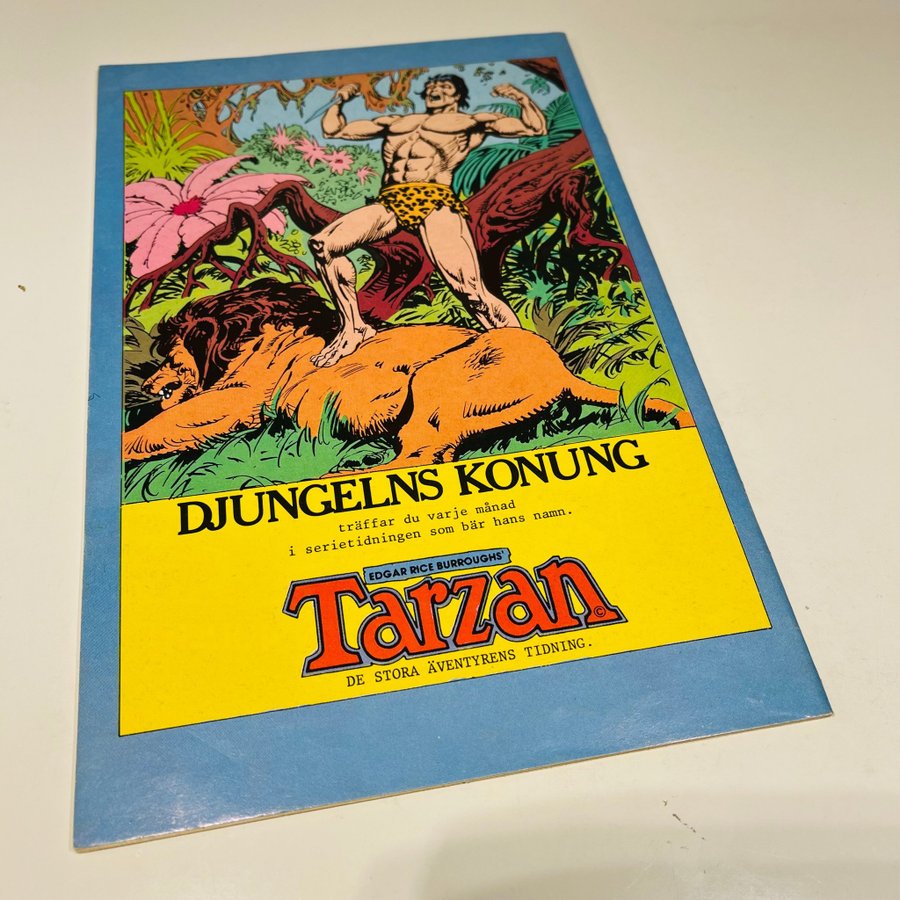 DJUNGELNS KONUNG
träffar du varje månad
i serietidningen som bär hans namn.
EDGAR RICE BURROUGHS'
Tarzan ©
DE STORA ÄVENTYRENS TIDNING.